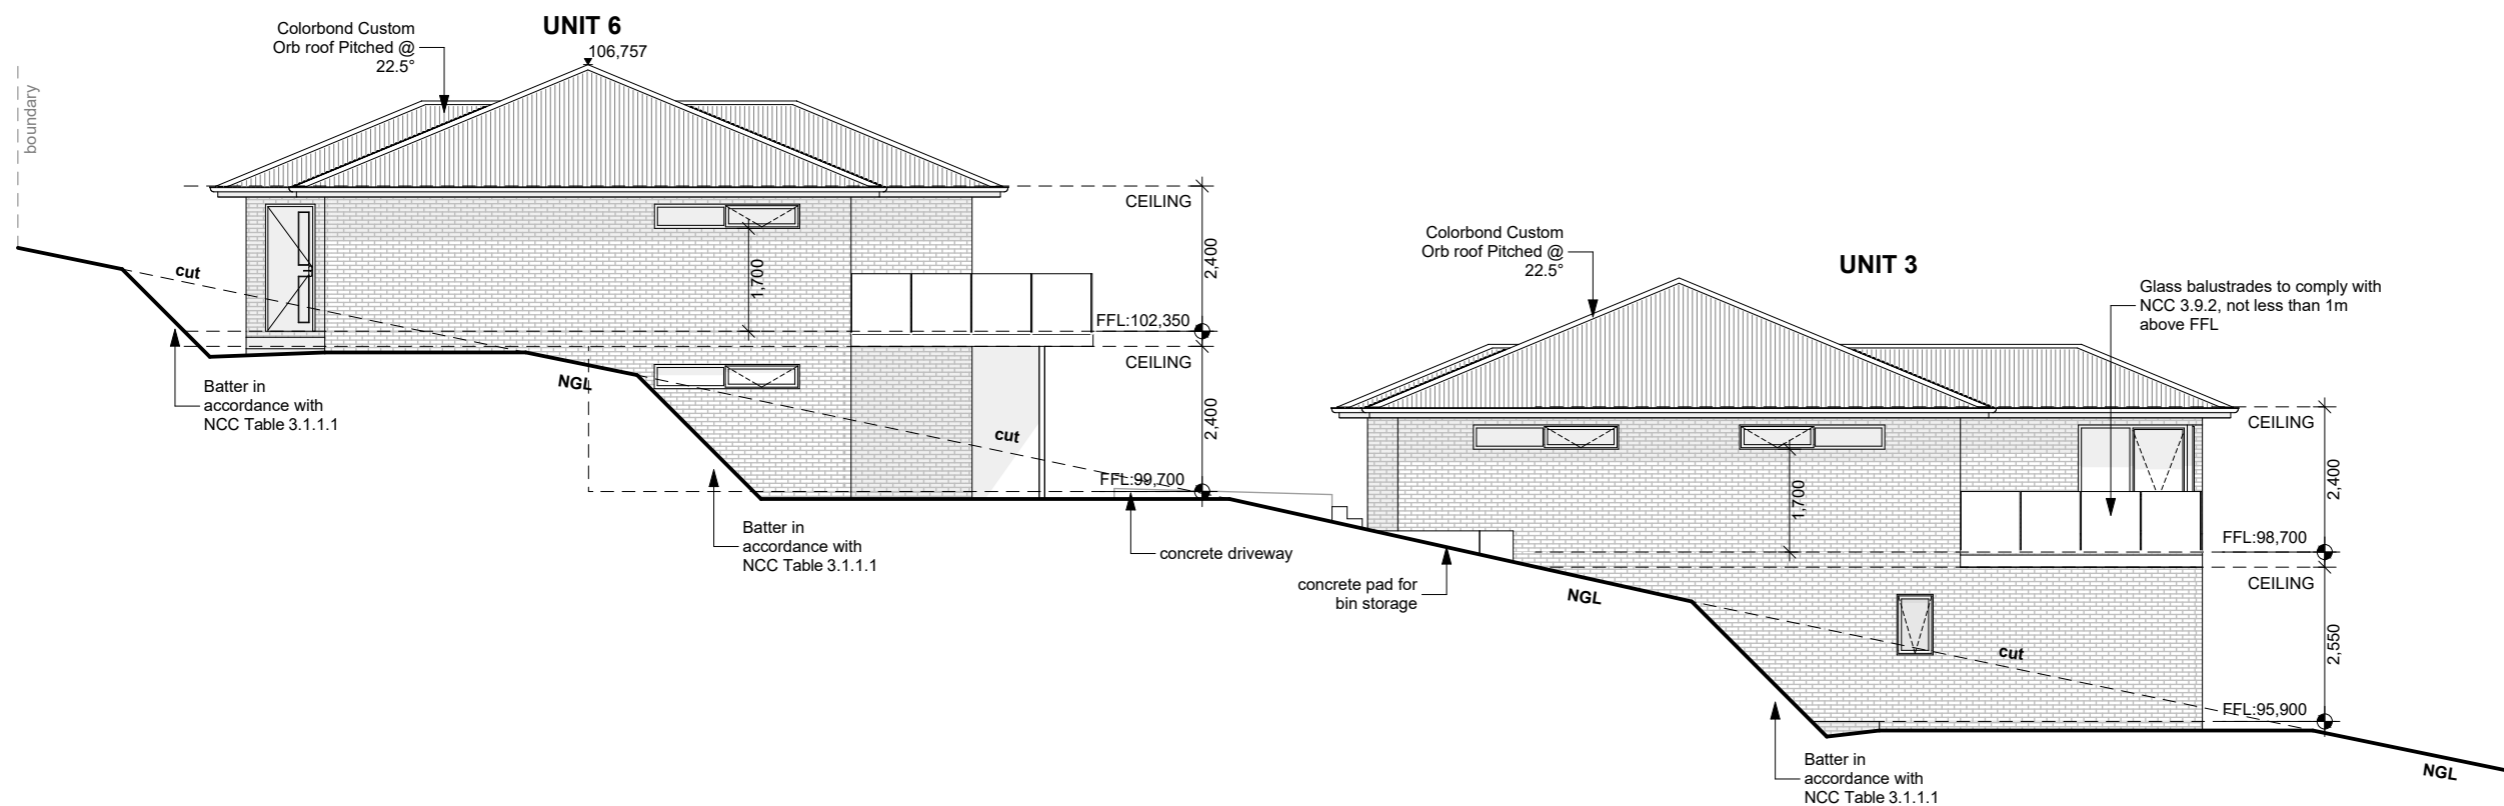 UNIT 6
106,757
Colorbond Custom
Orb roof Pitched @
22.5°
boundary
CEILING
2,400
cut
1,700
FFL:102,350
CEILING
NGL
Batter in
accordance with
NCC Table 3.1.1.1
2,400
cut
FFL:99,700
Batter in
accordance with
NCC Table 3.1.1.1
concrete driveway
UNIT 3
Colorbond Custom
Orb roof Pitched @
22.5°
Glass balustrades to comply with
NCC 3.9.2, not less than 1m
above FFL
CEILING
2,400
1,700
FFL:98,700
CEILING
concrete pad for
bin storage
NGL
2,550
cut
FFL:95,900
Batter in
accordance with
NCC Table 3.1.1.1
NGL